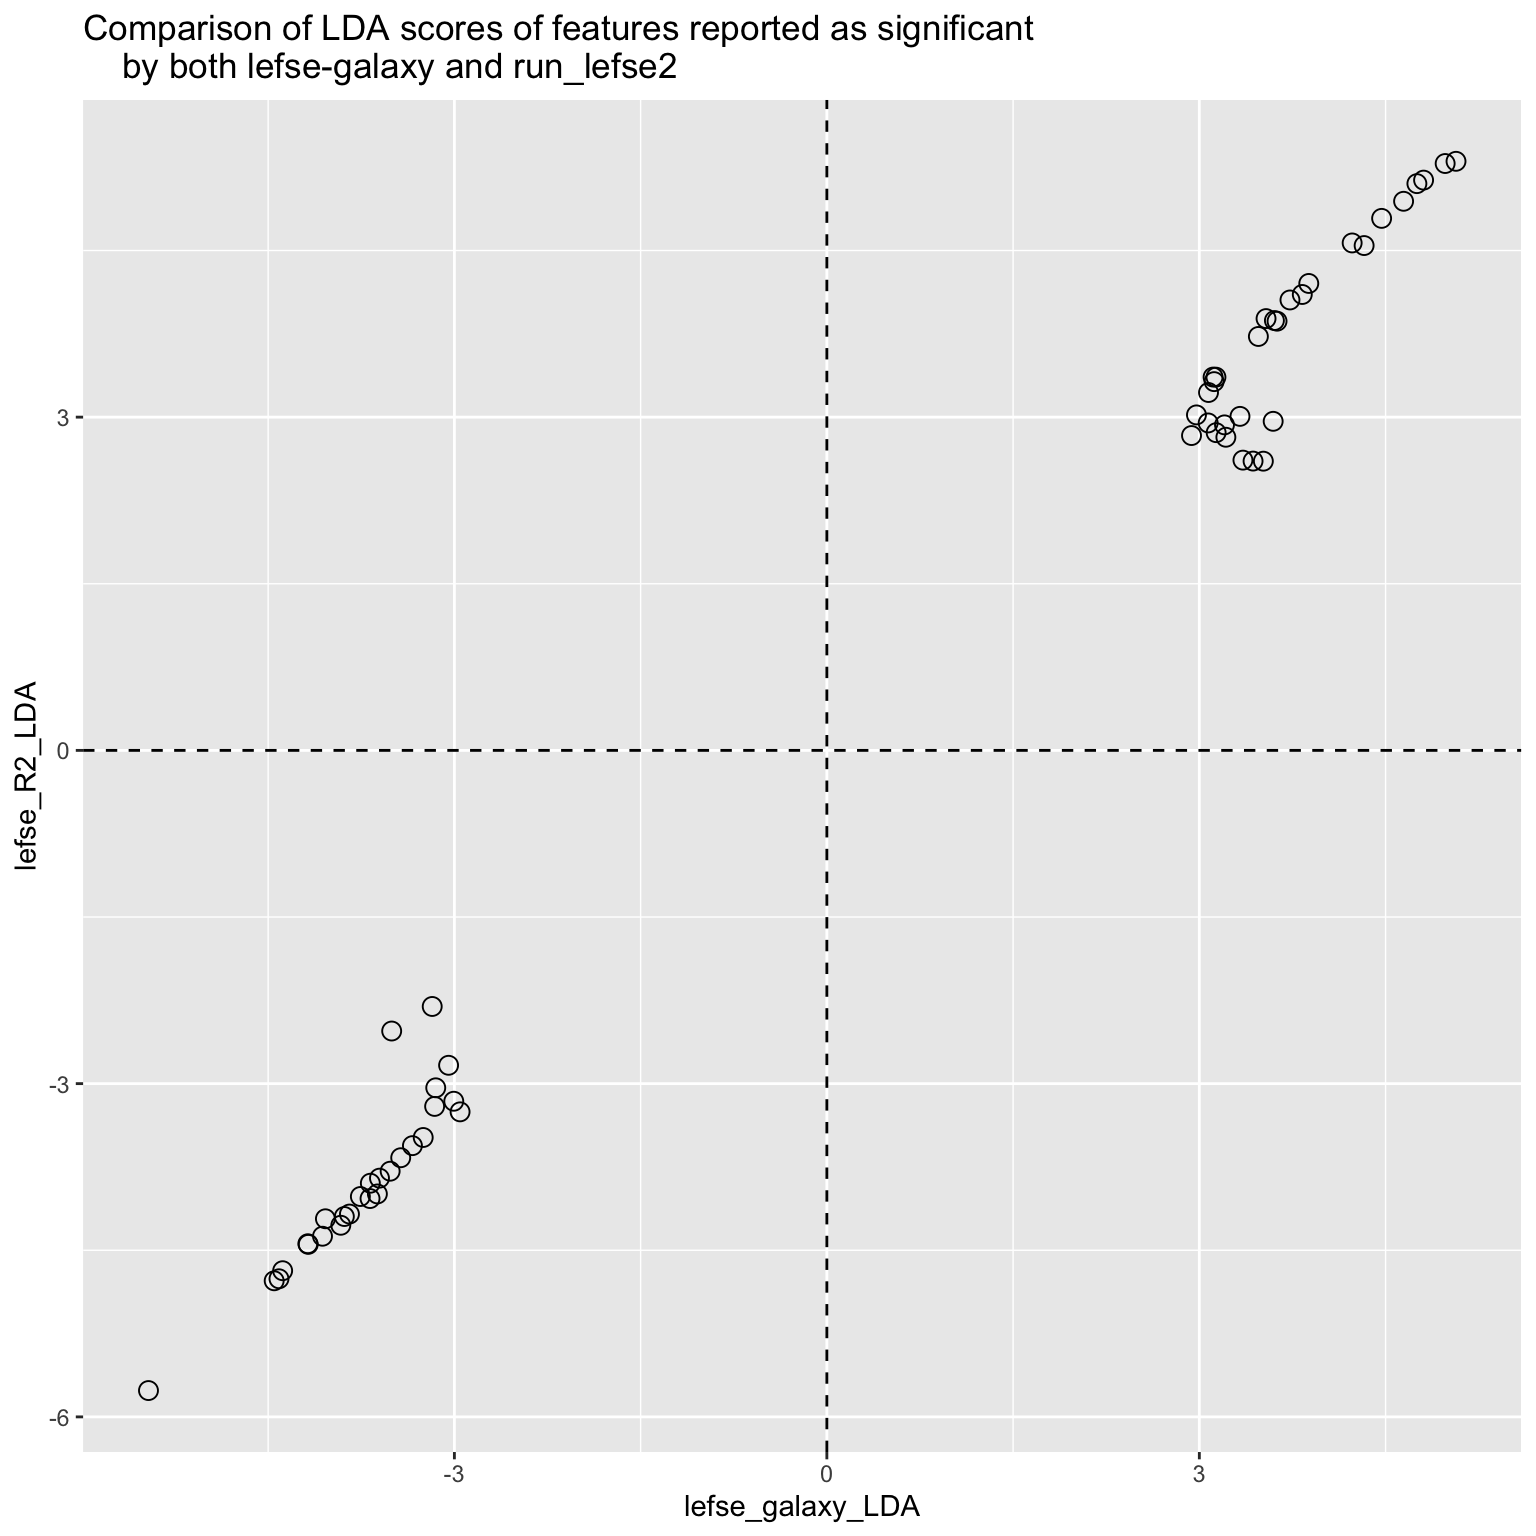 Comparison of LDA scores of features reported as significant
by both lefse-galaxy and run_lefse2
lefse_R2_LDA
3
0
-3
-6
-3
0
3
lefse_galaxy_LDA